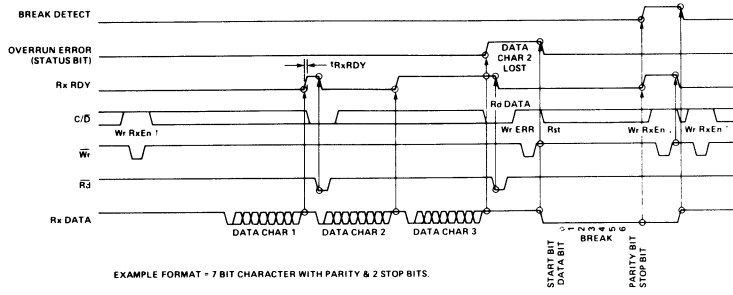 BREAK DETECT
OVERRUN ERROR
(STATUS BIT)
DATA
CHAR 2
LOST
tRxRDY
Rx RDY
Rd DATA
C/D̅
Wr RxEn ↑
Wr ERR
Rst
Wr RxEn
Wr RxEn
W̅r̅
R̅d̅
Rx DATA
DATA CHAR 1
DATA CHAR 2
DATA CHAR 3
START BIT
DATA BIT
0 1 2 3 4 5 6
BREAK
PARITY BIT
STOP BIT
EXAMPLE FORMAT = 7 BIT CHARACTER WITH PARITY & 2 STOP BITS.